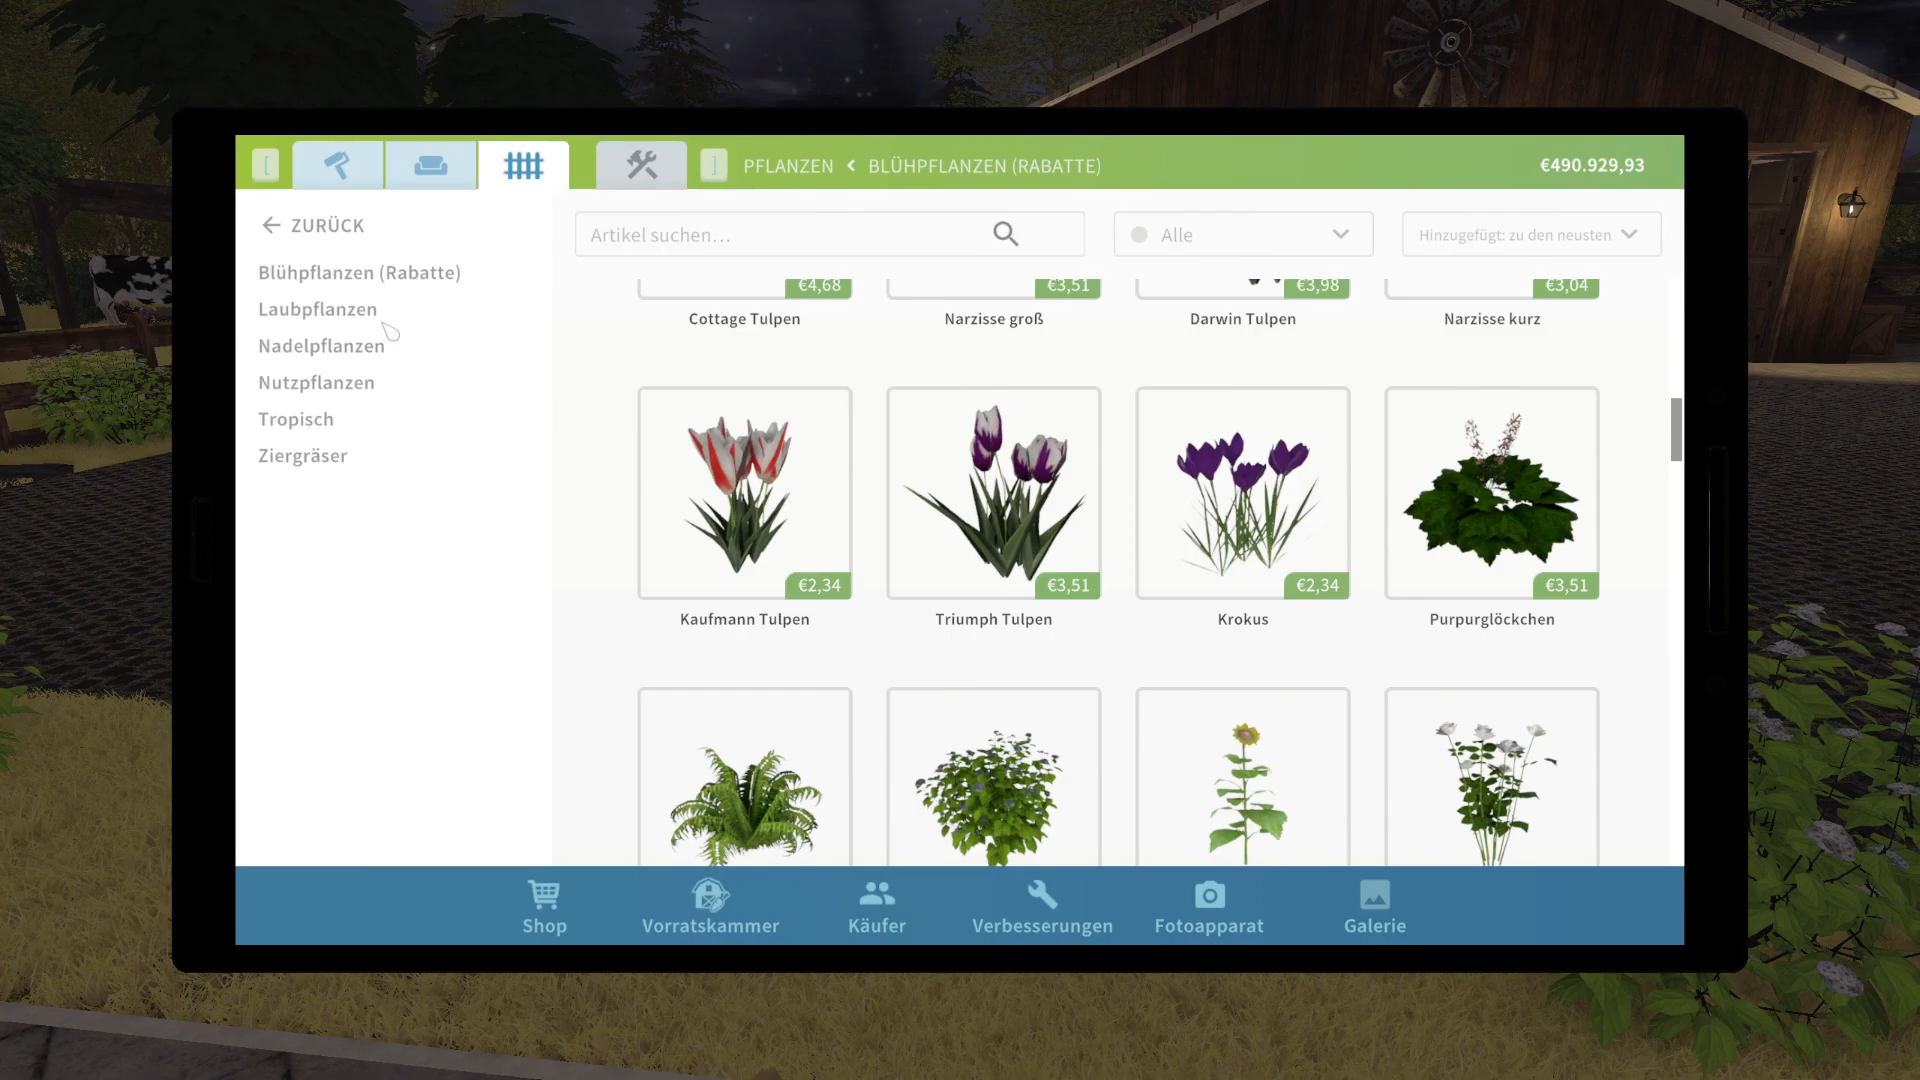 [
]
PFLANZEN < BLÜHPFLANZEN (RABATTE)
€490.929,93
ZURÜCK
Artikel suchen...
Alle
Hinzugefügt: zu den neusten
Blühpflanzen (Rabatte)
Laubpflanzen
Nadelpflanzen
Nutzpflanzen
Tropisch
Ziergräser
€4,68
€3,51
€3,98
€3,04
Cottage Tulpen
Narzisse groß
Darwin Tulpen
Narzisse kurz
€2,34
€3,51
€2,34
€3,51
Kaufmann Tulpen
Triumph Tulpen
Krokus
Purpurglöckchen
Shop
Vorratskammer
Käufer
Verbesserungen
Fotoapparat
Galerie